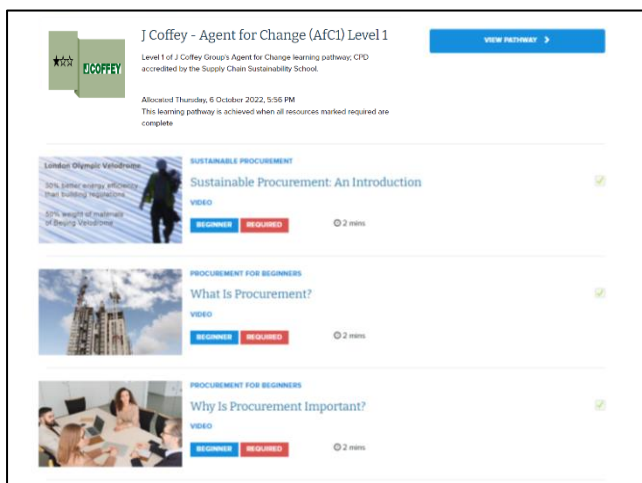 J Coffey - Agent for Change (AfC1) Level 1
VIEW PATHWAY
Level 1 of J Coffey Group's Agent for Change learning pathway; CPD
accredited by the Supply Chain Sustainability School.
COFFEY
Allocated Thursday, 6 October 2022, 5:56 PM
This learning pathway is achieved when all resources marked required are
complete
London Olympic Velodrome
30% better energy efficiency
than building regulations
50% weight of materials
of Beijing Velodrome
SUSTAINABLE PROCUREMENT
Sustainable Procurement: An Introduction
VIDEO
BEGINNER REQUIRED 2 mins
PROCUREMENT FOR BEGINNERS
What Is Procurement?
VIDEO
BEGINNER REQUIRED 2 mins
PROCUREMENT FOR BEGINNERS
Why Is Procurement Important?
VIDEO
BEGINNER REQUIRED 2 mins